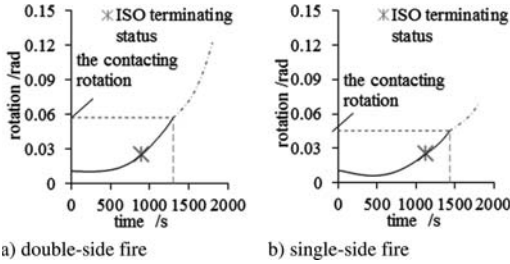 0.15
0.12
0.09
0.06
0.03
0
rotation /rad
ISO terminating
status
the contacting
rotation
0 500 1000 1500 2000
time /s
a) double-side fire
0.15
0.12
0.09
0.06
0.03
0
rotation /rad
ISO terminating
status
the contacting
rotation
0 500 1000 1500 2000
time /s
b) single-side fire